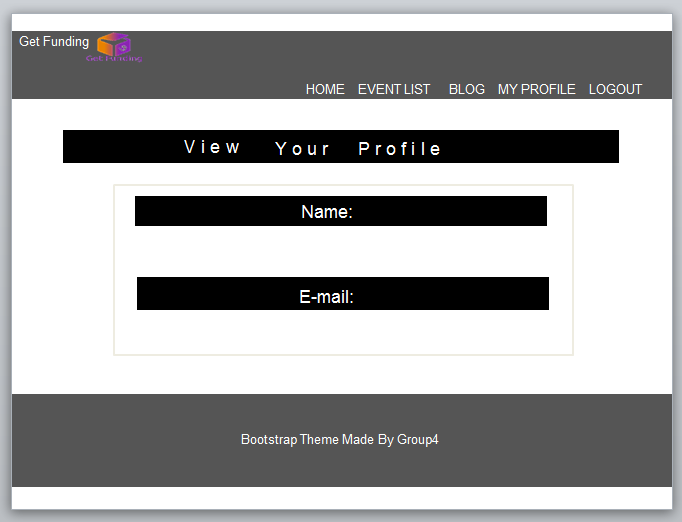 Get Funding
Get Funding
HOME EVENT LIST BLOG MY PROFILE LOGOUT
View Your Profile
Name:
E-mail:
Bootstrap Theme Made By Group4